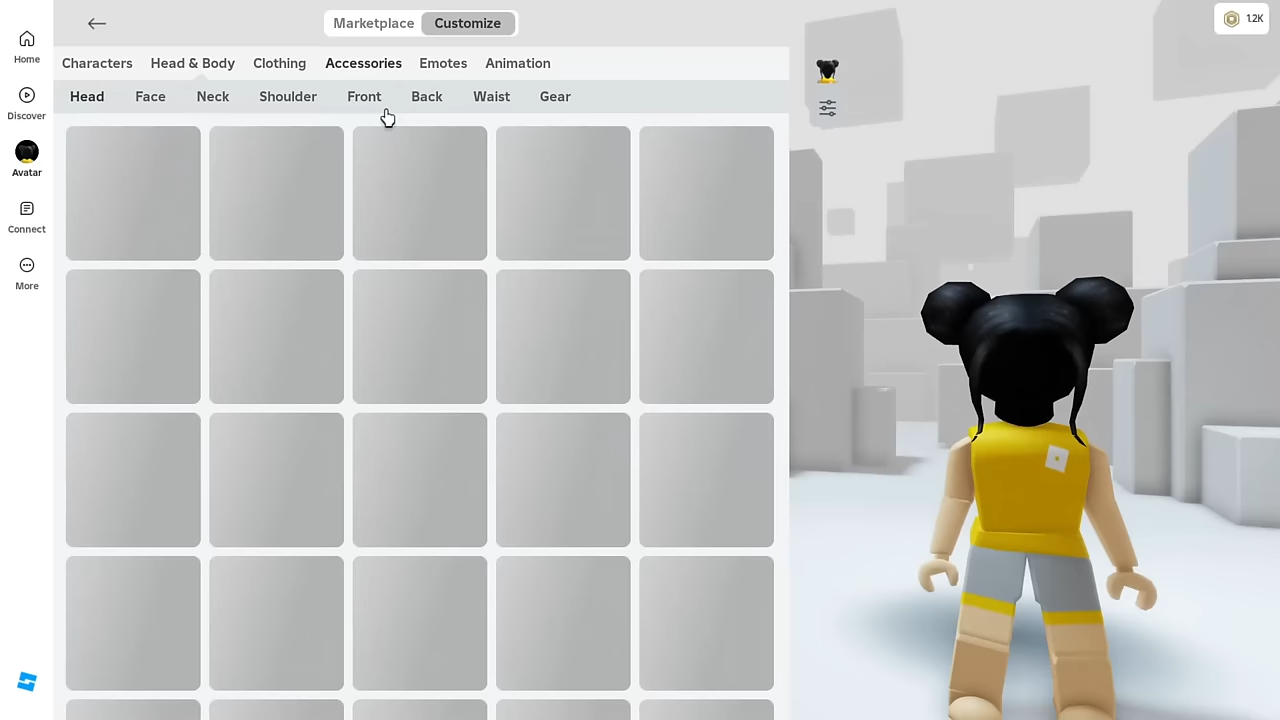 Marketplace Customize
1.2K
Home
Discover
Avatar
Connect
More
Characters Head & Body Clothing Accessories Emotes Animation
Head Face Neck Shoulder Front Back Waist Gear